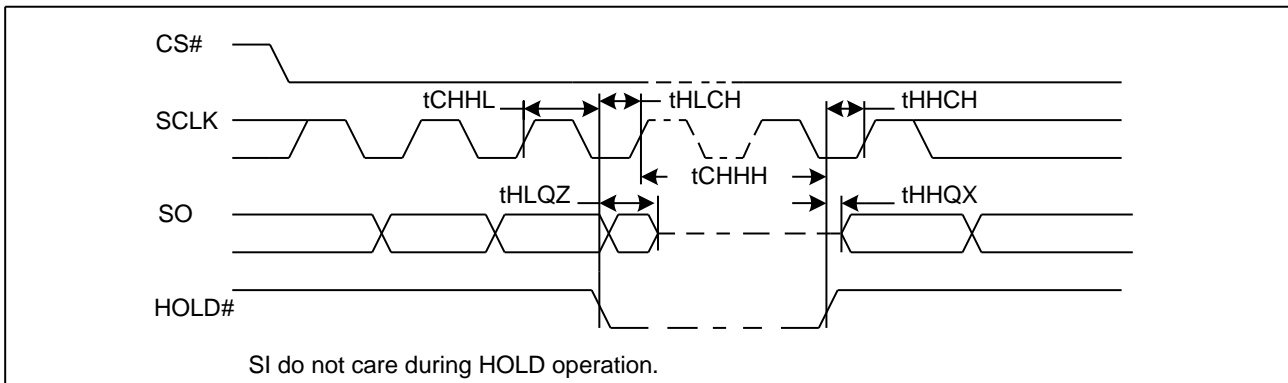 CS#
tCHHL
tHLCH
tHHCH
SCLK
tCHHH
tHLQZ
tHHQX
SO
HOLD#
SI do not care during HOLD operation.